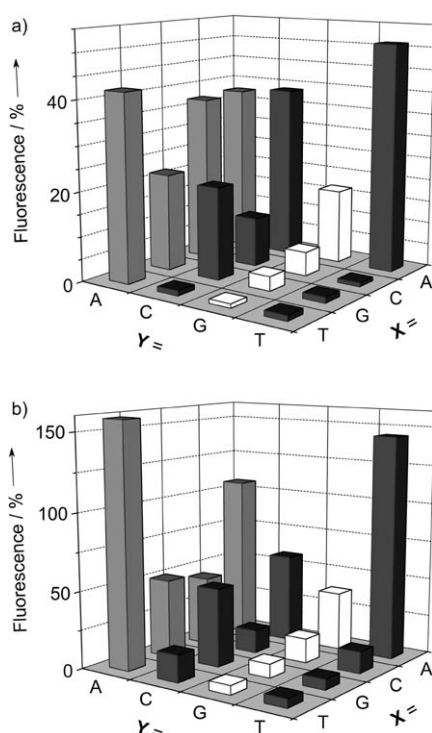 a)
Fluorescence / %
40
20
0
A
C
G
T
Y =
T
G
C
A
X =
b)
Fluorescence / %
150
100
50
0
A
C
G
T
Y =
T
G
C
A
X =